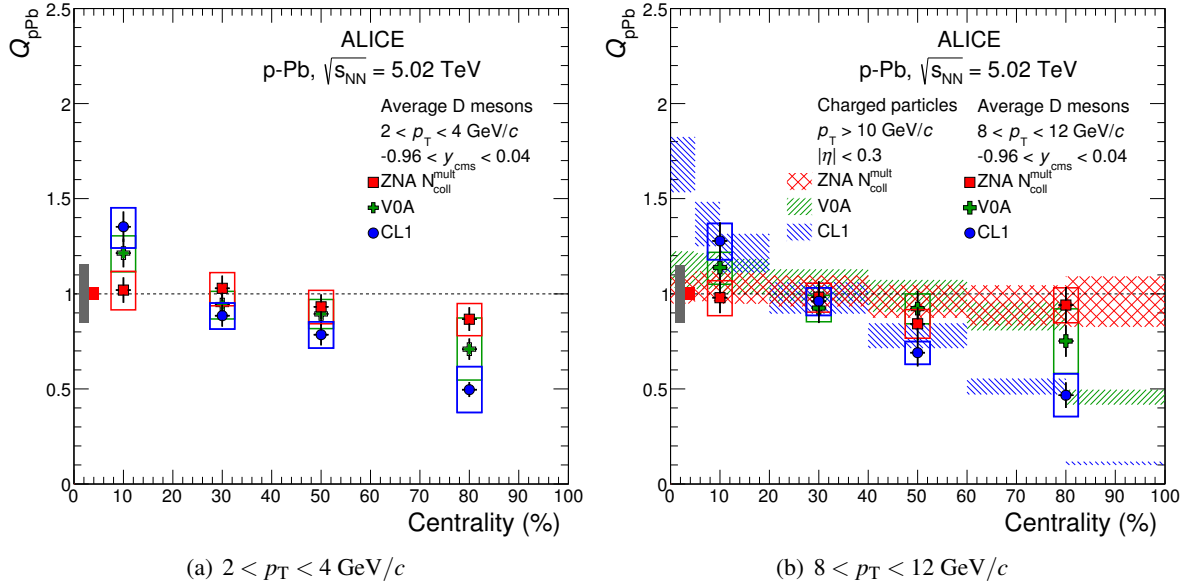 Q_pPb
2.5
2
1.5
1
0.5
0
ALICE
p-Pb, √s_NN = 5.02 TeV
Average D mesons
2 < p_T < 4 GeV/c
-0.96 < y_cms < 0.04
ZNA N_coll^mult
V0A
CL1
0 10 20 30 40 50 60 70 80 90 100
Centrality (%)
(a) 2 < p_T < 4 GeV/c
Q_pPb
2.5
2
1.5
1
0.5
0
ALICE
p-Pb, √s_NN = 5.02 TeV
Charged particles
p_T > 10 GeV/c
|η| < 0.3
ZNA N_coll^mult
V0A
CL1
Average D mesons
8 < p_T < 12 GeV/c
-0.96 < y_cms < 0.04
ZNA N_coll^mult
V0A
CL1
0 10 20 30 40 50 60 70 80 90 100
Centrality (%)
(b) 8 < p_T < 12 GeV/c